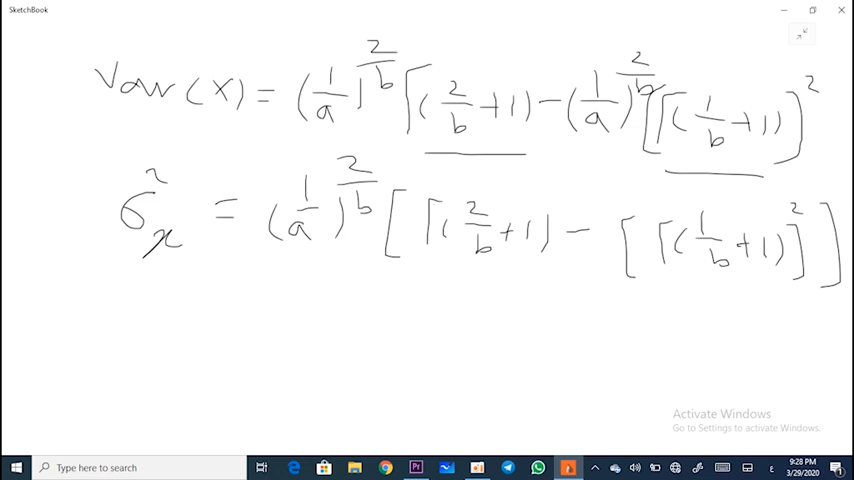 SketchBook
Var(X) = (1/a)^(2/b) Γ(2/b + 1) − (1/a)^(2/b) [Γ(1/b + 1)]^2
σ_x^2 = (1/a)^(2/b) [Γ(2/b + 1) − [Γ(1/b + 1)]^2]
Activate Windows
Go to Settings to activate Windows.
Type here to search
9:28 PM
3/29/2020